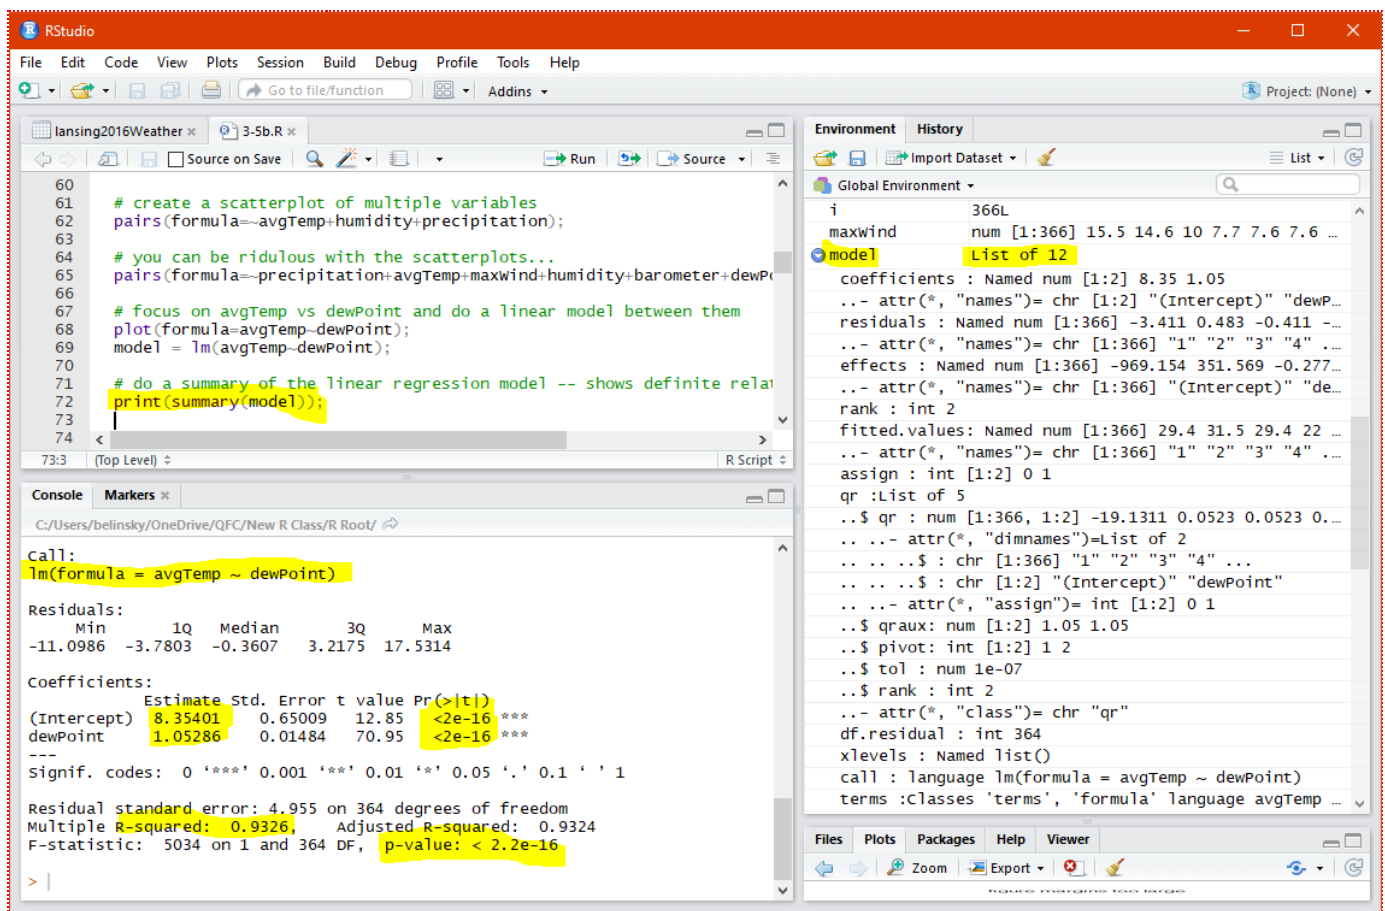 RStudio
File Edit Code View Plots Session Build Debug Profile Tools Help
Go to file/function Addins Project: (None)
lansing2016Weather 3-5b.R
Source on Save Run Source
60
61 # create a scatterplot of multiple variables
62 pairs(formula=~avgTemp+humidity+precipitation);
63
64 # you can be ridulous with the scatterplots...
65 pairs(formula=~precipitation+avgTemp+maxWind+humidity+barometer+dewPo
66
67 # focus on avgTemp vs dewPoint and do a linear model between them
68 plot(formula=avgTemp~dewPoint);
69 model = lm(avgTemp~dewPoint);
70
71 # do a summary of the linear regression model -- shows definite relat
72 print(summary(model));
73
74
73:3 (Top Level) R Script
Console Markers
C:/Users/belinsky/OneDrive/QFC/New R Class/R Root/
Call:
lm(formula = avgTemp ~ dewPoint)
Residuals:
Min 1Q Median 3Q Max
-11.0986 -3.7803 -0.3607 3.2175 17.5314
Coefficients:
Estimate Std. Error t value Pr(>|t|)
(Intercept) 8.35401 0.65009 12.85 <2e-16 ***
dewPoint 1.05286 0.01484 70.95 <2e-16 ***
---
Signif. codes: 0 ‘***’ 0.001 ‘**’ 0.01 ‘*’ 0.05 ‘.’ 0.1 ‘ ’ 1
Residual standard error: 4.955 on 364 degrees of freedom
Multiple R-squared: 0.9326, Adjusted R-squared: 0.9324
F-statistic: 5034 on 1 and 364 DF, p-value: < 2.2e-16
>
Environment History
Import Dataset List
Global Environment
i 366L
maxWind num [1:366] 15.5 14.6 10 7.7 7.6 7.6 …
model List of 12
coefficients : Named num [1:2] 8.35 1.05
..- attr(*, "names")= chr [1:2] "(Intercept)" "dewP…
residuals : Named num [1:366] -3.411 0.483 -0.411 -…
..- attr(*, "names")= chr [1:366] "1" "2" "3" "4" .…
effects : Named num [1:366] -969.154 351.569 -0.277…
..- attr(*, "names")= chr [1:366] "(Intercept)" "de…
rank : int 2
fitted.values: Named num [1:366] 29.4 31.5 29.4 22 …
..- attr(*, "names")= chr [1:366] "1" "2" "3" "4" .…
assign : int [1:2] 0 1
qr :List of 5
..$ qr : num [1:366, 1:2] -19.1311 0.0523 0.0523 0.…
.. ..- attr(*, "dimnames")=List of 2
.. .. ..$ : chr [1:366] "1" "2" "3" "4" ...
.. .. ..$ : chr [1:2] "(Intercept)" "dewPoint"
.. ..- attr(*, "assign")= int [1:2] 0 1
..$ qraux: num [1:2] 1.05 1.05
..$ pivot: int [1:2] 1 2
..$ tol : num 1e-07
..$ rank : int 2
..- attr(*, "class")= chr "qr"
df.residual : int 364
xlevels : Named list()
call : language lm(formula = avgTemp ~ dewPoint)
terms :Classes 'terms', 'formula' language avgTemp …
Files Plots Packages Help Viewer
Zoom Export
figure margins too large